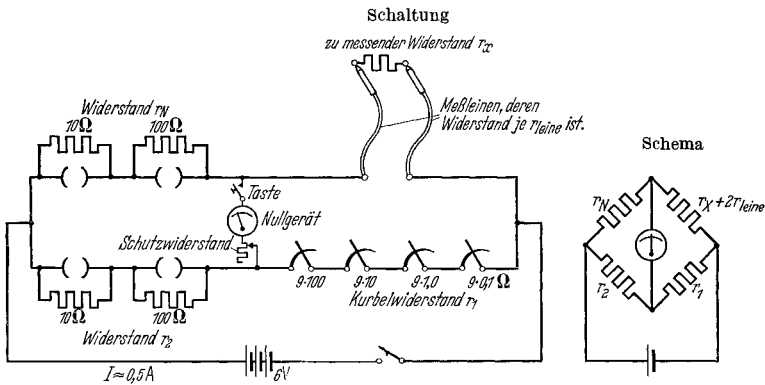 Schaltung
zu messender Widerstand rX
Widerstand rN
10Ω
100Ω
Meßleinen, deren
Widerstand je rleine ist.
Taste
Nullgerät
Schutzwiderstand
9·100
9·10
9·1,0
9·0,1 Ω
Kurbelwiderstand r1
10Ω
100Ω
Widerstand r2
I≈0,5A
6V
Schema
rN
rX+2rleine
r2
r1